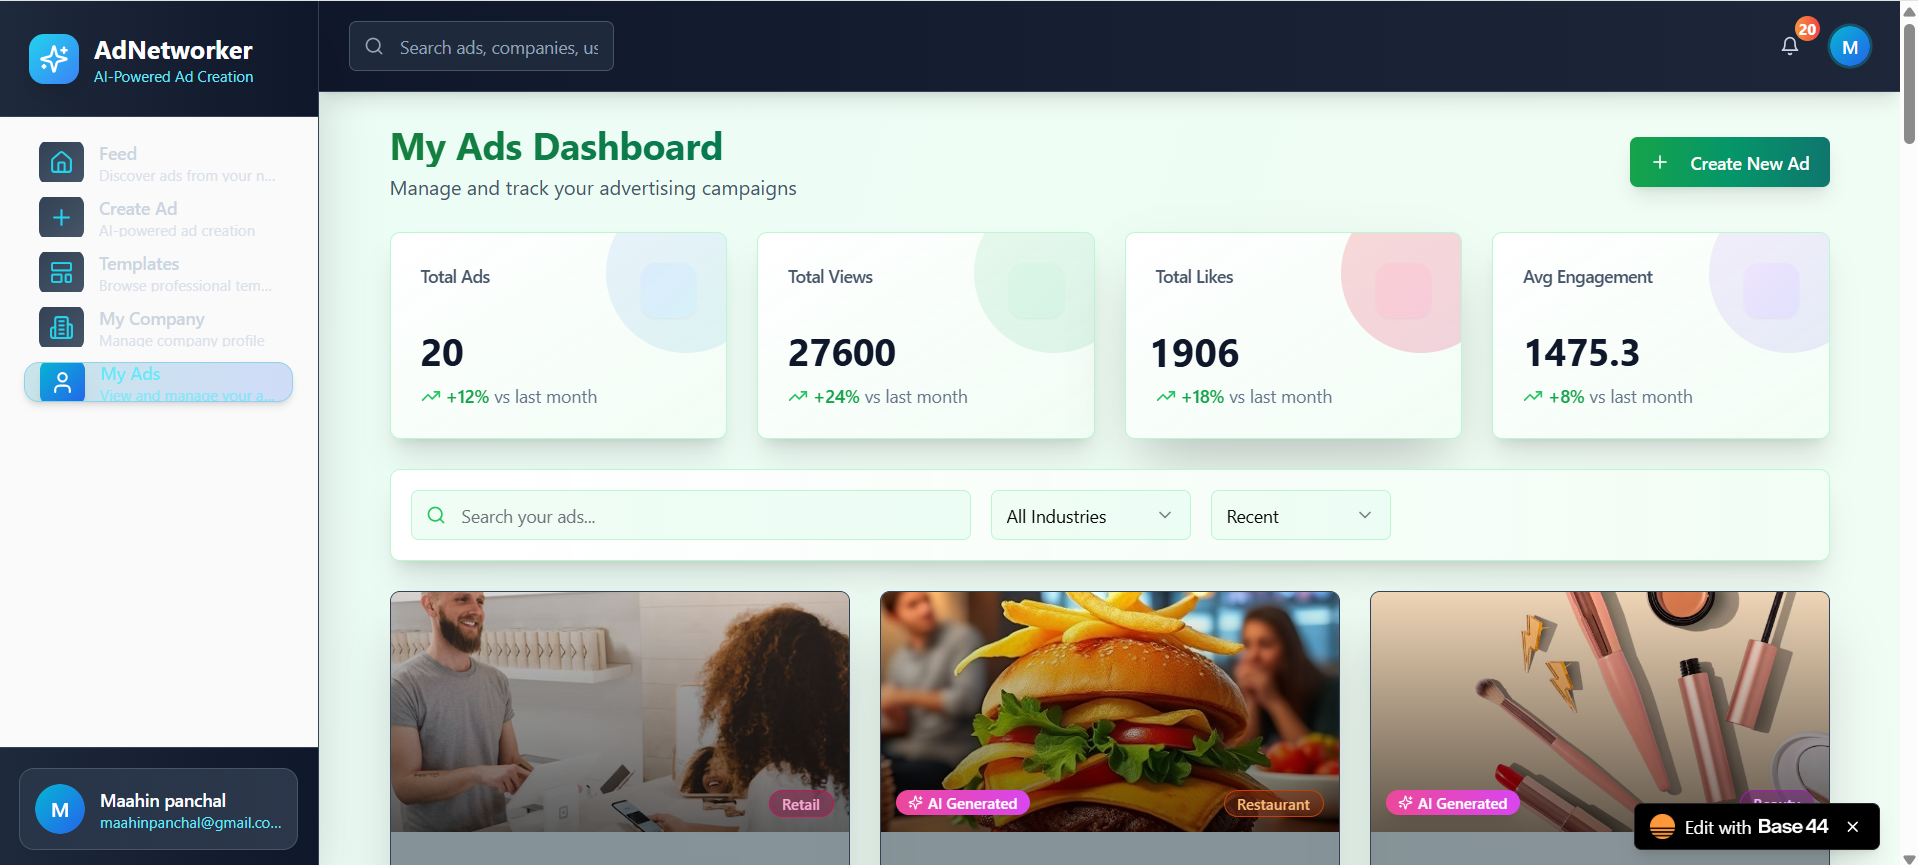 AdNetworker
AI-Powered Ad Creation
Search ads, companies, us
20
M
Feed
Discover ads from your n...
Create Ad
AI-powered ad creation
Templates
Browse professional tem...
My Company
Manage company profile
My Ads
View and manage your a...
Maahin panchal
maahinpanchal@gmail.co...
M
My Ads Dashboard
Manage and track your advertising campaigns
Create New Ad
Total Ads
20
+12% vs last month
Total Views
27600
+24% vs last month
Total Likes
1906
+18% vs last month
Avg Engagement
1475.3
+8% vs last month
Search your ads...
All Industries
Recent
Retail
AI Generated
Restaurant
AI Generated
Beauty
Edit with Base 44